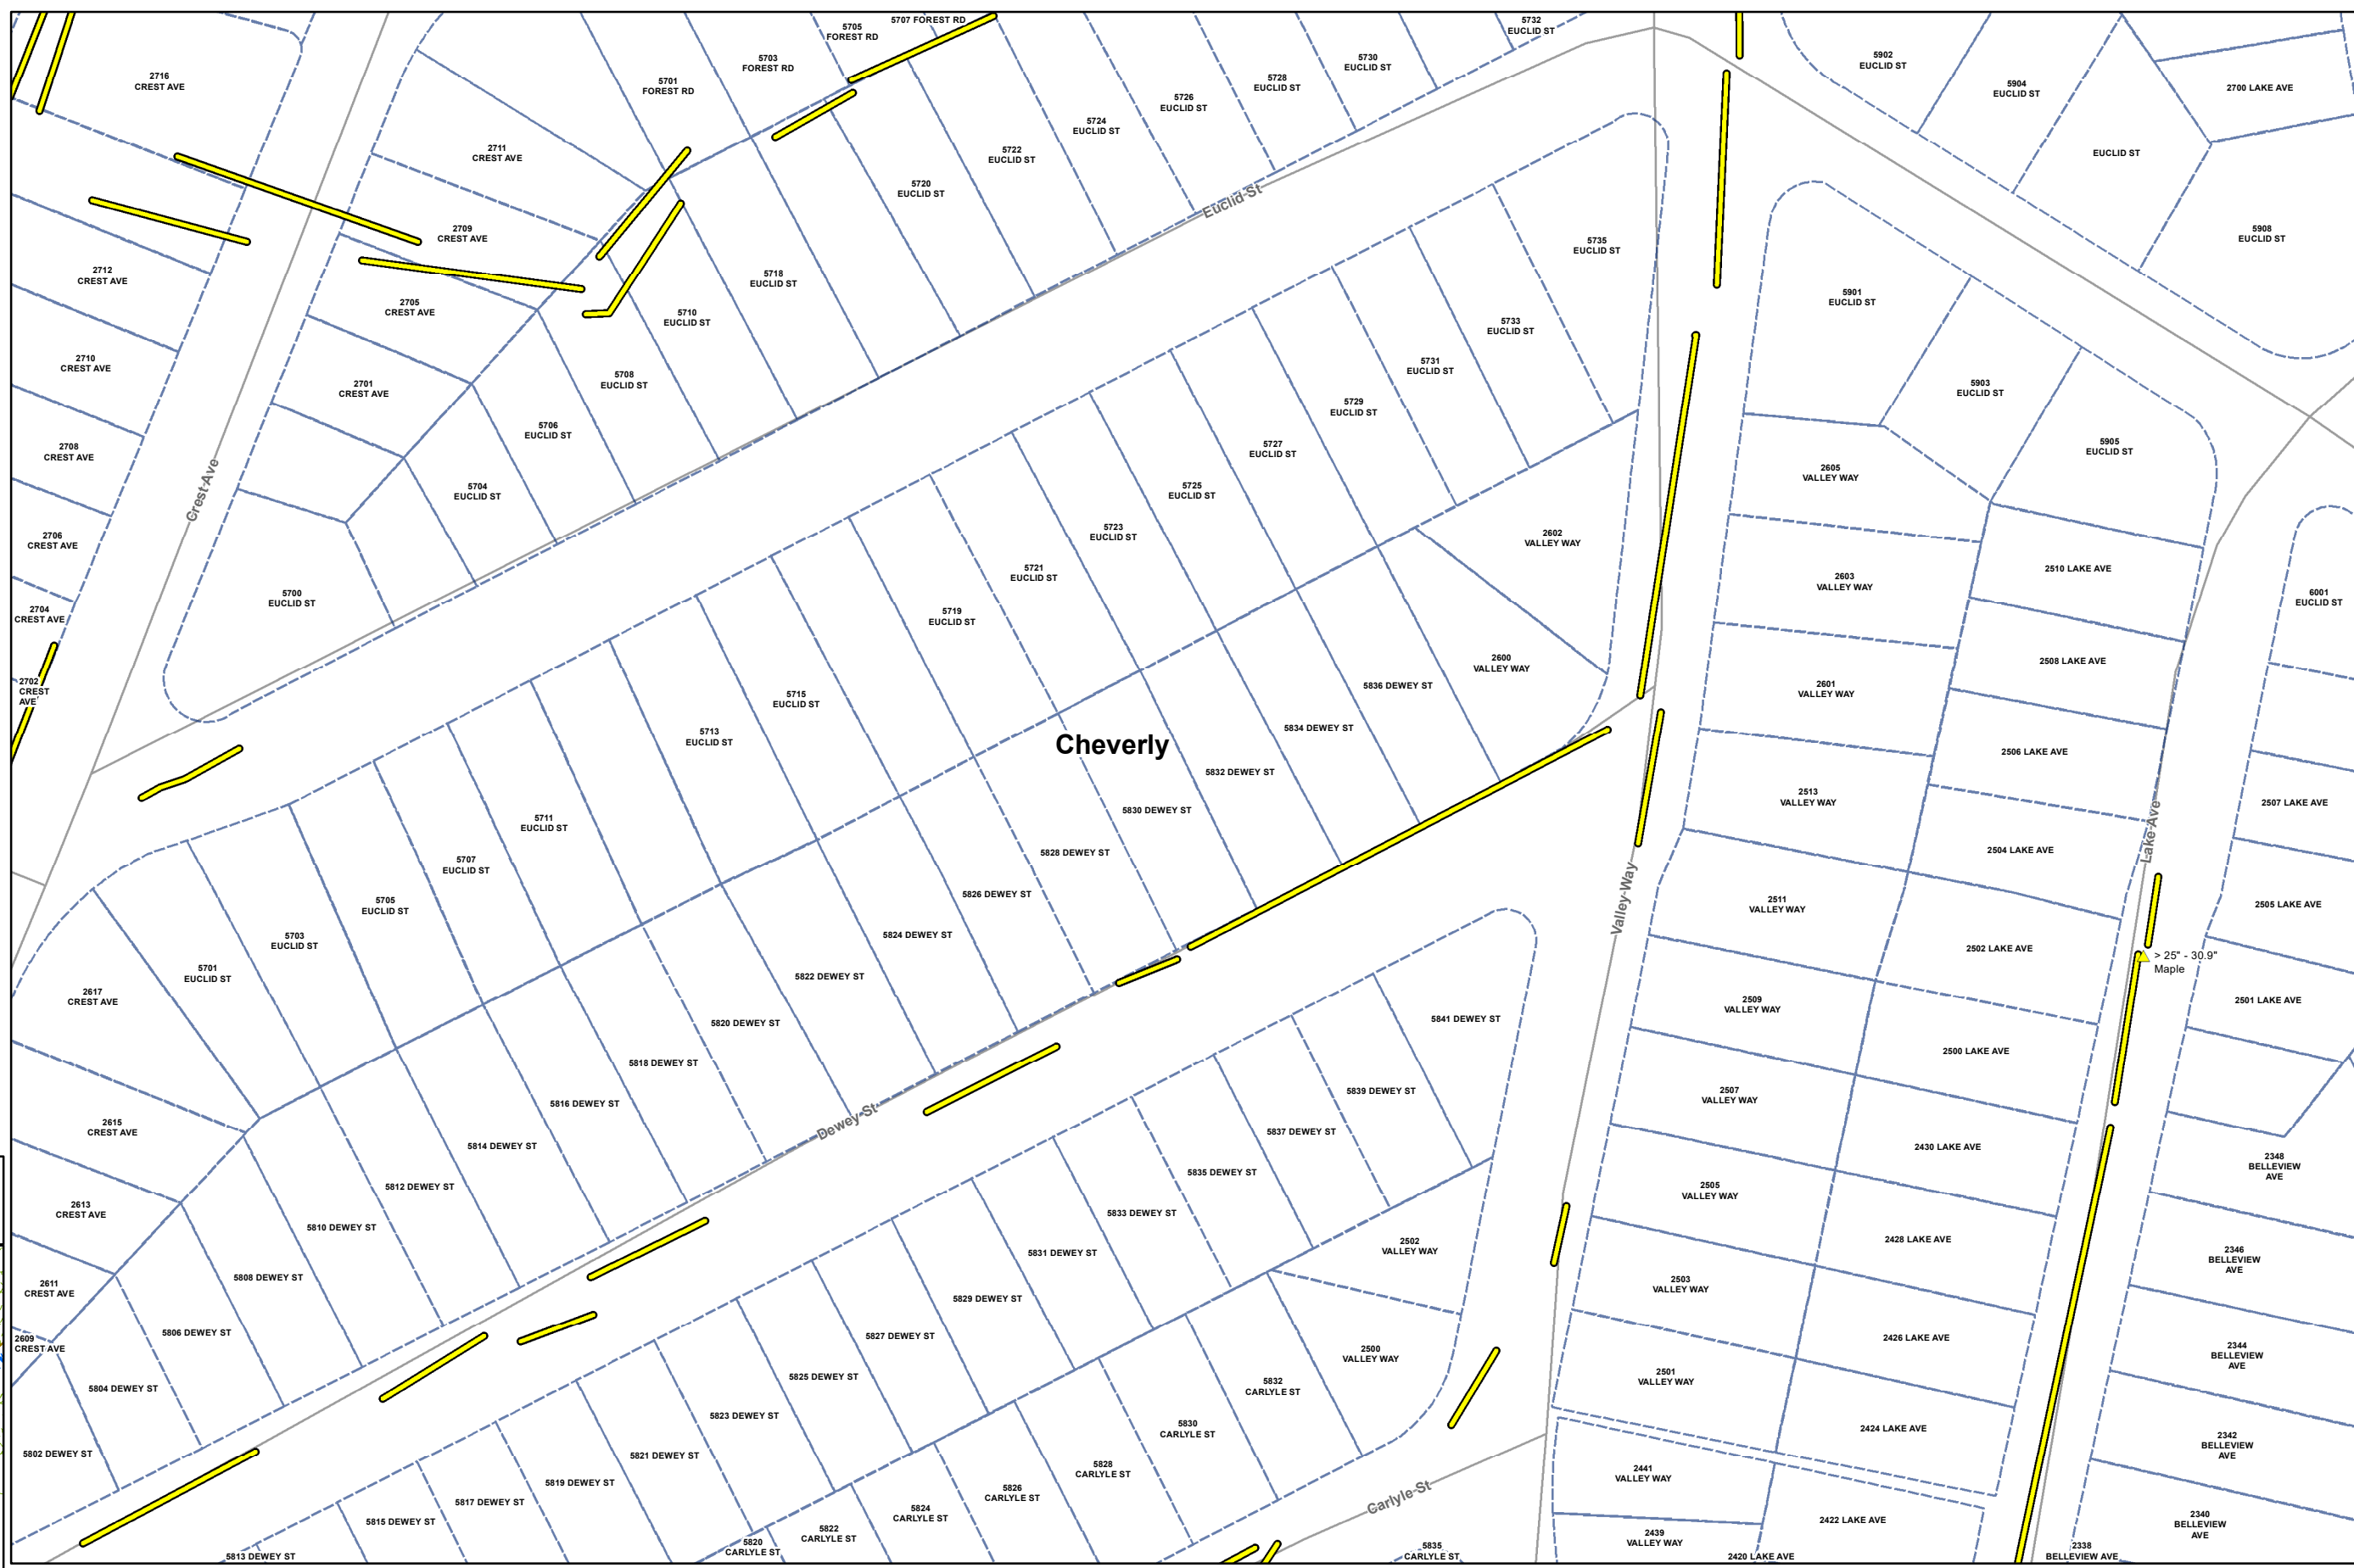 5705
FOREST RD
5707 FOREST RD
5732
EUCLID ST
2716
CREST AVE
5701
FOREST RD
5703
FOREST RD
5730
EUCLID ST
5728
EUCLID ST
5726
EUCLID ST
5724
EUCLID ST
5722
EUCLID ST
5720
EUCLID ST
5902
EUCLID ST
5904
EUCLID ST
2700 LAKE AVE
EUCLID ST
5908
EUCLID ST
2711
CREST AVE
2709
CREST AVE
Euclid St
5735
EUCLID ST
2712
CREST AVE
2705
CREST AVE
5718
EUCLID ST
5710
EUCLID ST
5733
EUCLID ST
5901
EUCLID ST
2710
CREST AVE
2701
CREST AVE
5708
EUCLID ST
5731
EUCLID ST
5903
EUCLID ST
5729
EUCLID ST
5706
EUCLID ST
5727
EUCLID ST
5905
EUCLID ST
2708
CREST AVE
Crest Ave
5704
EUCLID ST
5725
EUCLID ST
2605
VALLEY WAY
2706
CREST AVE
5723
EUCLID ST
2602
VALLEY WAY
5721
EUCLID ST
2603
VALLEY WAY
2510 LAKE AVE
5700
EUCLID ST
2704
CREST AVE
5719
EUCLID ST
6001
EUCLID ST
2600
VALLEY WAY
2508 LAKE AVE
2702
CREST
AVE
5715
EUCLID ST
5836 DEWEY ST
2601
VALLEY WAY
5713
EUCLID ST
Cheverly
5834 DEWEY ST
2506 LAKE AVE
5832 DEWEY ST
2513
VALLEY WAY
2507 LAKE AVE
5711
EUCLID ST
5830 DEWEY ST
Lake Ave
5707
EUCLID ST
5828 DEWEY ST
2504 LAKE AVE
5705
EUCLID ST
5826 DEWEY ST
Valley Way
2511
VALLEY WAY
2505 LAKE AVE
5703
EUCLID ST
5824 DEWEY ST
2502 LAKE AVE
5701
EUCLID ST
5822 DEWEY ST
> 25" - 30.9"
Maple
2617
CREST AVE
2509
VALLEY WAY
2501 LAKE AVE
5820 DEWEY ST
5841 DEWEY ST
2500 LAKE AVE
5818 DEWEY ST
5839 DEWEY ST
2507
VALLEY WAY
5816 DEWEY ST
Dewey St
5837 DEWEY ST
2615
CREST AVE
5814 DEWEY ST
2430 LAKE AVE
5835 DEWEY ST
2348
BELLEVIEW
AVE
5812 DEWEY ST
2505
VALLEY WAY
2613
CREST AVE
5833 DEWEY ST
5810 DEWEY ST
2502
VALLEY WAY
2428 LAKE AVE
5831 DEWEY ST
2346
BELLEVIEW
AVE
2611
CREST AVE
5808 DEWEY ST
2503
VALLEY WAY
5829 DEWEY ST
5806 DEWEY ST
5827 DEWEY ST
2426 LAKE AVE
2609
CREST AVE
2500
VALLEY WAY
2344
BELLEVIEW
AVE
5825 DEWEY ST
5804 DEWEY ST
5832
CARLYLE ST
2501
VALLEY WAY
5823 DEWEY ST
5830
CARLYLE ST
2424 LAKE AVE
2342
BELLEVIEW
AVE
5802 DEWEY ST
5821 DEWEY ST
5828
CARLYLE ST
2441
VALLEY WAY
5819 DEWEY ST
5826
CARLYLE ST
Carlyle St
5817 DEWEY ST
5824
CARLYLE ST
5815 DEWEY ST
5822
CARLYLE ST
2422 LAKE AVE
2340
BELLEVIEW
AVE
2439
VALLEY WAY
5820
CARLYLE ST
5835
CARLYLE ST
5813 DEWEY ST
2420 LAKE AVE
2338
BELLEVIEW AVE